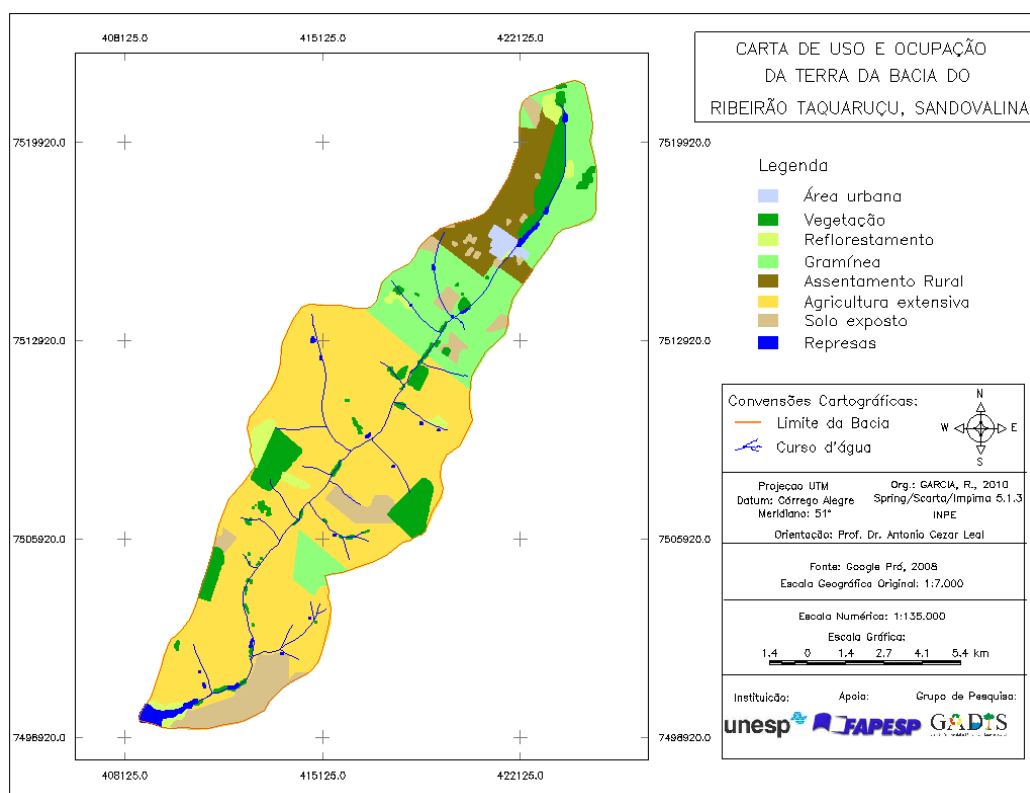 408125.0 415125.0 422125.0
7519920.0 7519920.0
7512920.0 7512920.0
7505920.0 7505920.0
7498920.0 7498920.0
408125.0 415125.0 422125.0
CARTA DE USO E OCUPAÇÃO
DA TERRA DA BACIA DO
RIBEIRÃO TAQUARUÇU, SANDOVALINA
Legenda
Área urbana
Vegetação
Reflorestamento
Gramínea
Assentamento Rural
Agricultura extensiva
Solo exposto
Represas
Convensões Cartográficas:
Límite da Bacia
Curso d'água
N
W E
S
Projeçao UTM
Datum: Córrego Alegre
Meridiano: 51°
Org.: GARCIA, R., 2010
Spring/Scarta/Impima 5.1.3
INPE
Orientação: Prof. Dr. Antonio Cezar Leal
Fonte: Google Pró, 2008
Escala Geográfica Original: 1:7.000
Escala Numérica: 1:135.000
Escala Gráfica:
1.4 0 1.4 2.7 4.1 5.4 km
Instituição: Apoia: Grupo de Pesquisa:
unesp FAPESP GADIS